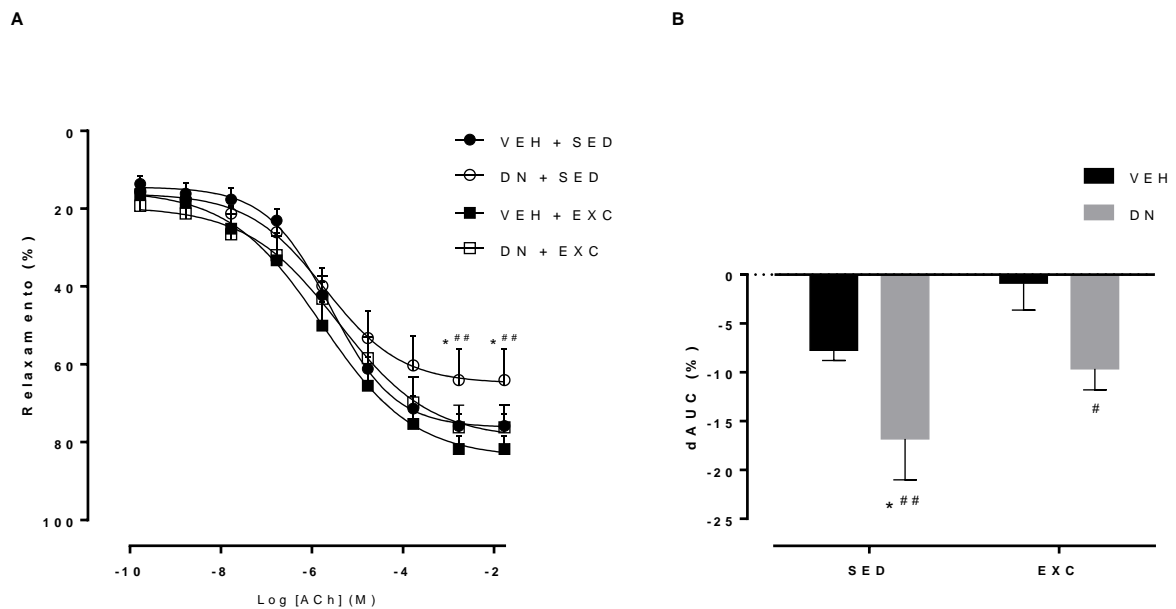 A
B
0
20
40
60
80
100
Relaxamento (%)
VEH + SED
DN + SED
VEH + EXC
DN + EXC
* ##
* ##
-10
-8
-6
-4
-2
Log [ACh] (M)
VEH
DN
0
-5
-10
-15
-20
-25
dAUC (%)
* ##
#
SED
EXC